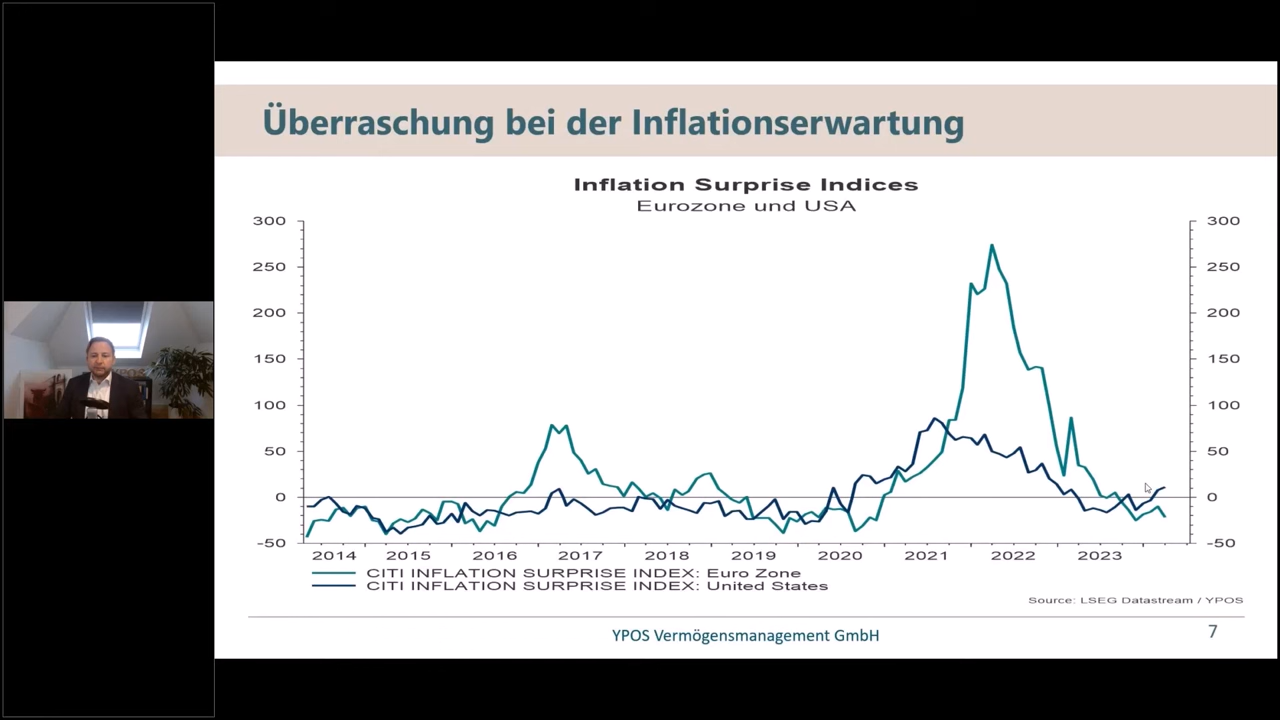 Überraschung bei der Inflationserwartung
Inflation Surprise Indices
Eurozone und USA
300 300
250 250
200 200
150 150
100 100
50 50
0 0
-50 -50
2014 2015 2016 2017 2018 2019 2020 2021 2022 2023
CITI INFLATION SURPRISE INDEX: Euro Zone
CITI INFLATION SURPRISE INDEX: United States
Source: LSEG Datastream / YPOS
YPOS Vermögensmanagement GmbH
7